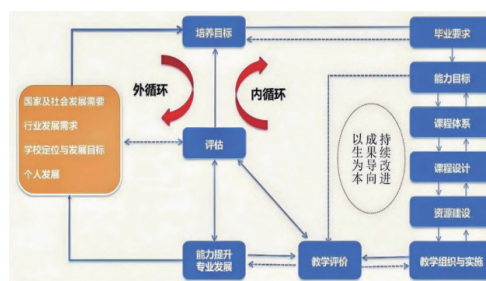 培养目标
毕业要求
外循环
内循环
能力目标
国家及社会发展需要
行业发展需求
学校定位与发展目标
个人发展
评估
课程体系
持续改进
成果导向
以生为本
课程设计
资源建设
能力提升
专业发展
教学评价
教学组织与实施